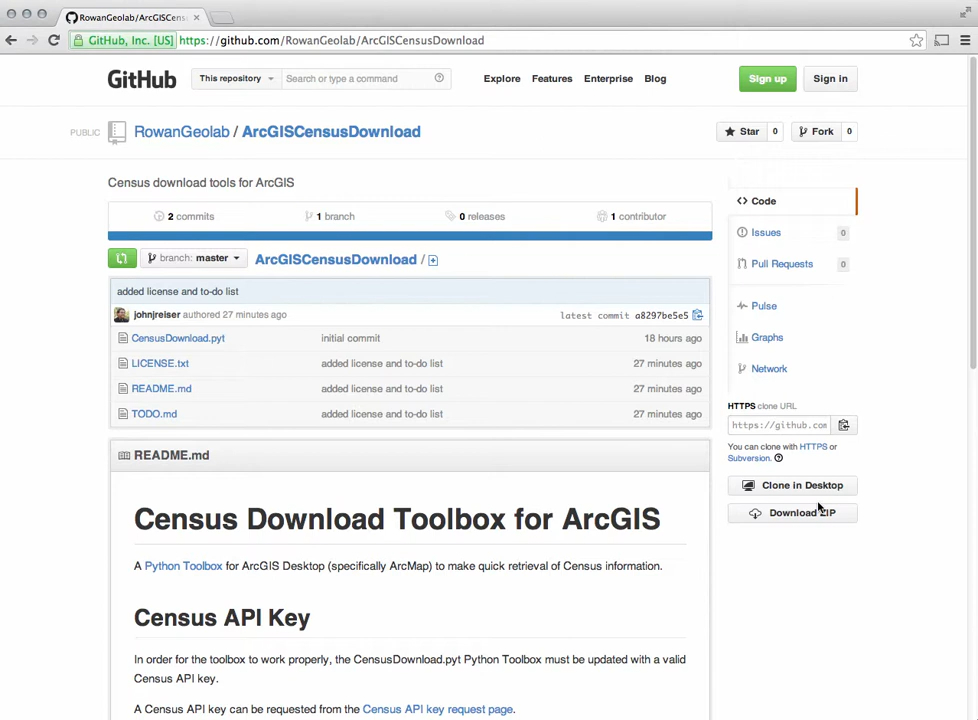 RowanGeolab/ArcGISCens
GitHub, Inc. [US] https://github.com/RowanGeolab/ArcGISCensusDownload
GitHub This repository Search or type a command Explore Features Enterprise Blog Sign up Sign in
PUBLIC RowanGeolab / ArcGISCensusDownload Star 0 Fork 0
Census download tools for ArcGIS
2 commits 1 branch 0 releases 1 contributor
branch: master ArcGISCensusDownload /
added license and to-do list
johnjreiser authored 27 minutes ago latest commit a8297be5e5
CensusDownload.pyt initial commit 18 hours ago
LICENSE.txt added license and to-do list 27 minutes ago
README.md added license and to-do list 27 minutes ago
TODO.md added license and to-do list 27 minutes ago
README.md
Census Download Toolbox for ArcGIS
A Python Toolbox for ArcGIS Desktop (specifically ArcMap) to make quick retrieval of Census information.
Census API Key
In order for the toolbox to work properly, the CensusDownload.pyt Python Toolbox must be updated with a valid
Census API key.
A Census API key can be requested from the Census API key request page.
Code
Issues 0
Pull Requests 0
Pulse
Graphs
Network
HTTPS clone URL
https://github.com
You can clone with HTTPS or
Subversion.
Clone in Desktop
Download ZIP